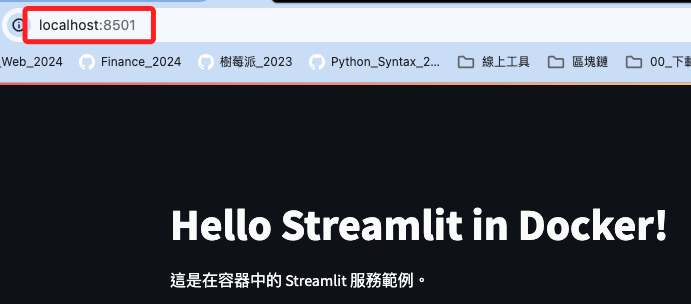 localhost:8501
_Web_2024 Finance_2024 樹莓派_2023 Python_Syntax_2... 線上工具 區塊鏈 00_下載
Hello Streamlit in Docker!
這是在容器中的 Streamlit 服務範例。